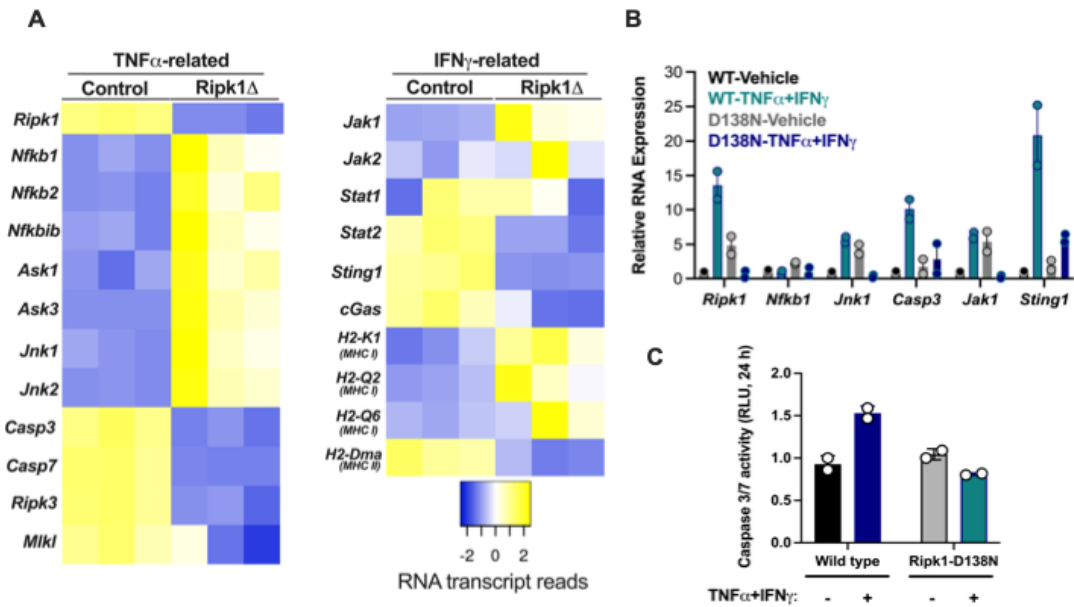 A
TNFα-related
Control
Ripk1Δ
Ripk1
Nfkb1
Nfkb2
Nfkbib
Ask1
Ask3
Jnk1
Jnk2
Casp3
Casp7
Ripk3
Mlkl
IFNγ-related
Control
Ripk1Δ
Jak1
Jak2
Stat1
Stat2
Sting1
cGas
H2-K1
(MHC I)
H2-Q2
(MHC I)
H2-Q6
(MHC I)
H2-Dma
(MHC II)
-2 0 2
RNA transcript reads
B
Relative RNA Expression
30
25
20
15
10
5
0
WT-Vehicle
WT-TNFα+IFNγ
D138N-Vehicle
D138N-TNFα+IFNγ
Ripk1 Nfkb1 Jnk1 Casp3 Jak1 Sting1
C
Caspase 3/7 activity (RLU, 24 h)
2.0
1.5
1.0
0.5
0.0
Wild type Ripk1-D138N
TNFα+IFNγ: - + - +